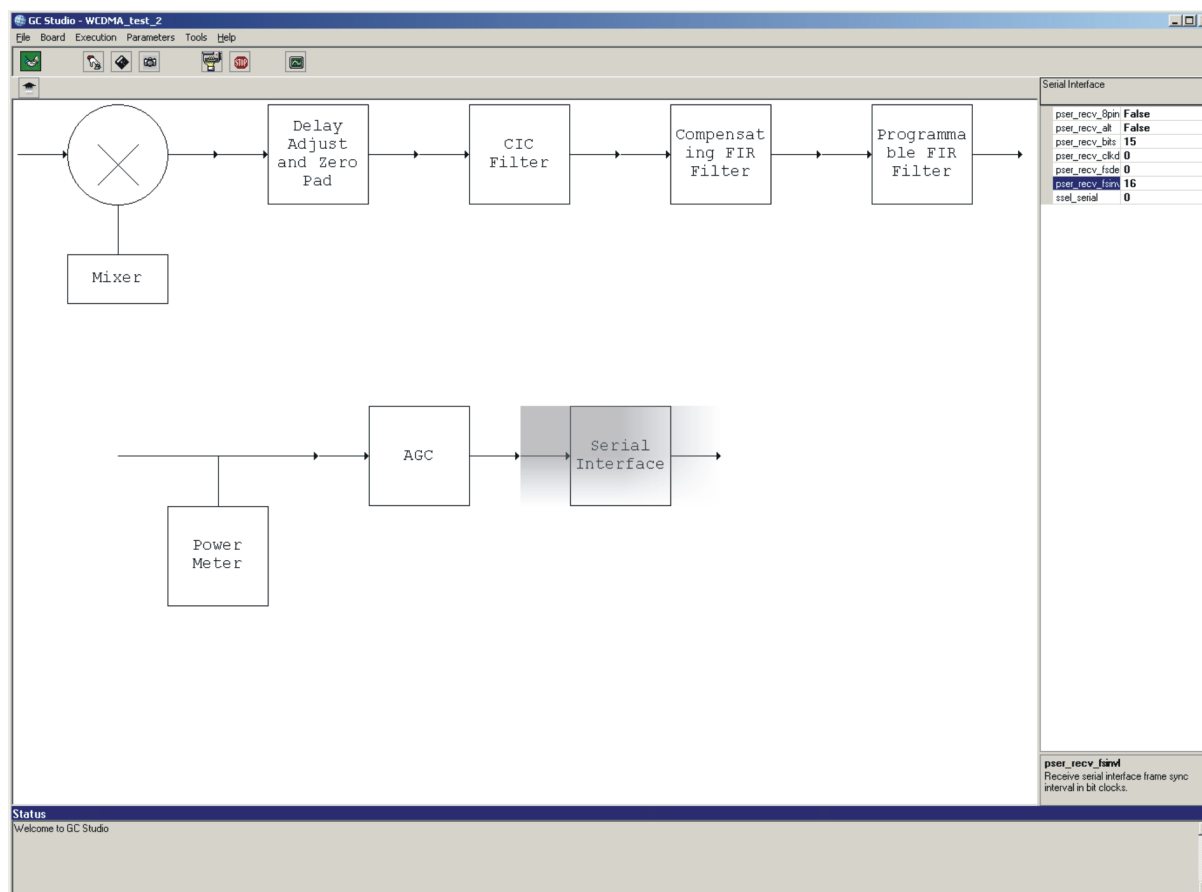 GC Studio - WCDMA_test_2
File Board Execution Parameters Tools Help
STOP
Serial Interface
pser_recv_8pin False
pser_recv_alt False
pser_recv_bits 15
pser_recv_clkd 0
pser_recv_fsde 0
pser_recv_fsinv 16
ssel_serial 0
Delay
Adjust
and Zero
Pad
CIC
Filter
Compensat
ing FIR
Filter
Programma
ble FIR
Filter
Mixer
AGC
Serial
Interface
Power
Meter
pser_recv_fsinvl
Receive serial interface frame sync
interval in bit clocks.
Status
Welcome to GC Studio